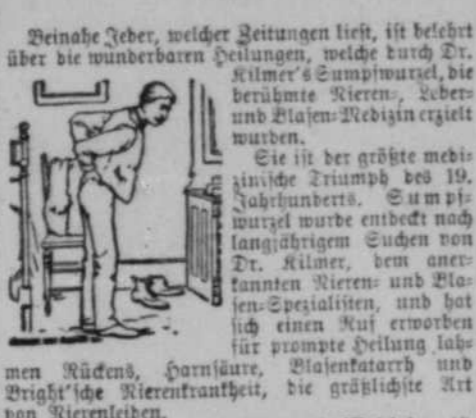 Beinahe Jeder, welcher Zeitungen liest, ist belehrt
über die wunderbaren Heilungen, welche durch Dr.
Kilmer's Sumpfwurzel, die
berühmte Nieren-, Leber-
und Blasen-Medizin erzielt
wurden.
Sie ist der größte medi-
zinische Triumph des 19.
Jahrhunderts. Sumpf-
wurzel wurde entdeckt nach
langjährigem Suchen von
Dr. Kilmer, dem aner-
kannten Nieren- und Bla-
sen-Spezialisten, und hat
sich einen Ruf erworben
für prompte Heilung lah-
men Rückens, Harnsäure, Blasenkatarrh und
Bright'sche Nierenkrankheit, die gräßlichste Art
von Nierenleiden.